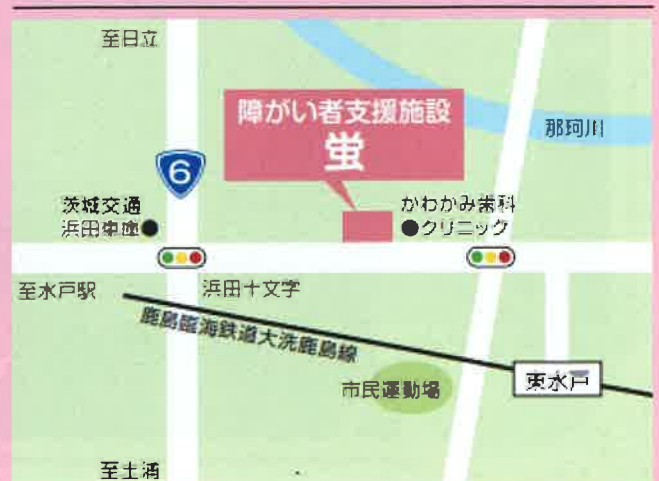 至日立
障がい者支援施設
蛍
那珂川
6
茨城交通
浜田車庫●
かわかみ歯科
●クリニック
至水戸駅
浜田十文字
鹿島臨海鉄道大洗鹿島線
東水戸
市民運動場
至土浦